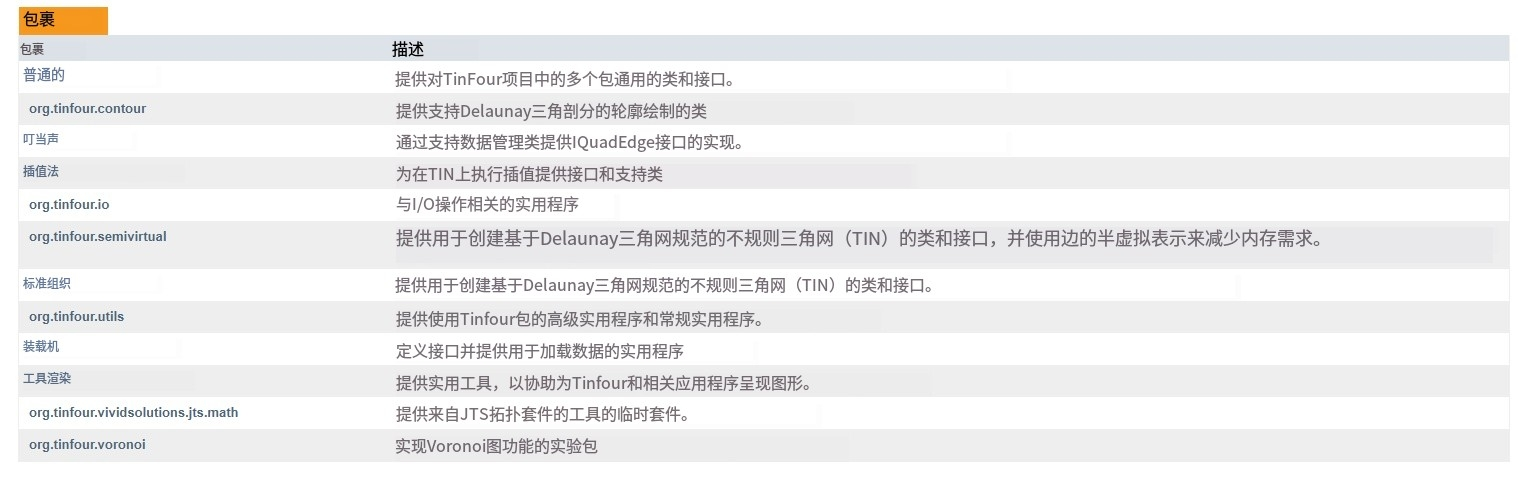 包裹
包裹 描述
普通的 提供对TinFour项目中的多个包通用的类和接口。
org.tinfour.contour 提供支持Delaunay三角剖分的轮廓绘制的类
叮当声 通过支持数据管理类提供IQuadEdge接口的实现。
插值法 为在TIN上执行插值提供接口和支持类
org.tinfour.io 与I/O操作相关的实用程序
org.tinfour.semivirtual 提供用于创建基于Delaunay三角网规范的不规则三角网（TIN）的类和接口，并使用边的半虚拟表示来减少内存需求。
标准组织 提供用于创建基于Delaunay三角网规范的不规则三角网（TIN）的类和接口。
org.tinfour.utils 提供使用Tinfour包的高级实用程序和常规实用程序。
装载机 定义接口并提供用于加载数据的实用程序
工具渲染 提供实用工具，以协助为Tinfour和相关应用程序呈现图形。
org.tinfour.vividsolutions.jts.math 提供来自JTS拓扑套件的工具的临时套件。
org.tinfour.voronoi 实现Voronoi图功能的实验包